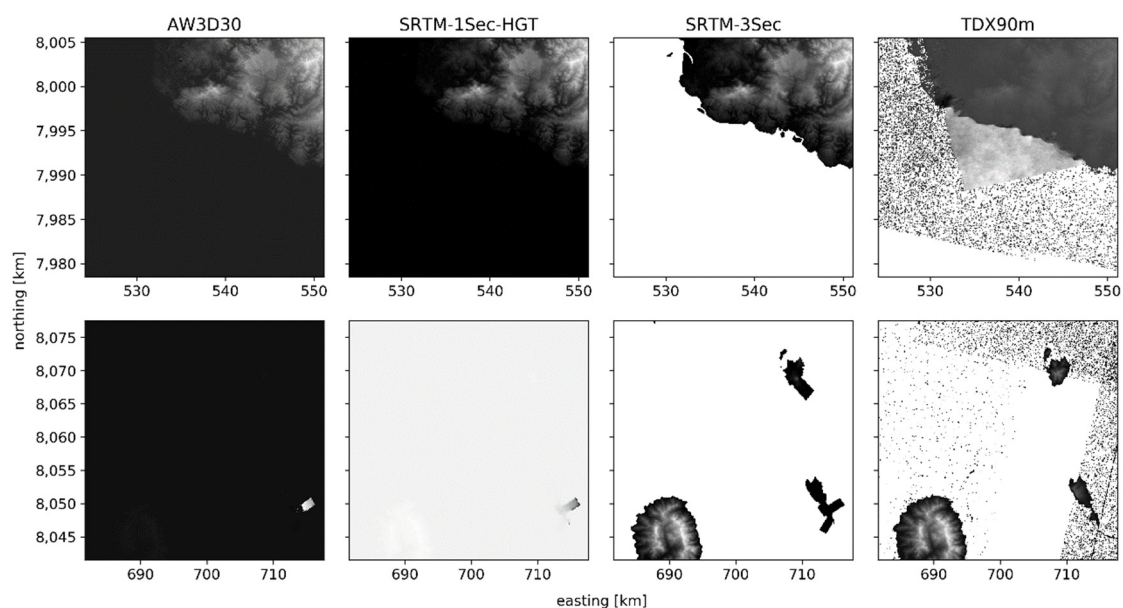 AW3D30 SRTM-1Sec-HGT SRTM-3Sec TDX90m
8,005
8,000
7,995
7,990
7,985
7,980
530 540 550 530 540 550 530 540 550 530 540 550
northing [km]
8,075
8,070
8,065
8,060
8,055
8,050
8,045
690 700 710 690 700 710 690 700 710 690 700 710
easting [km]